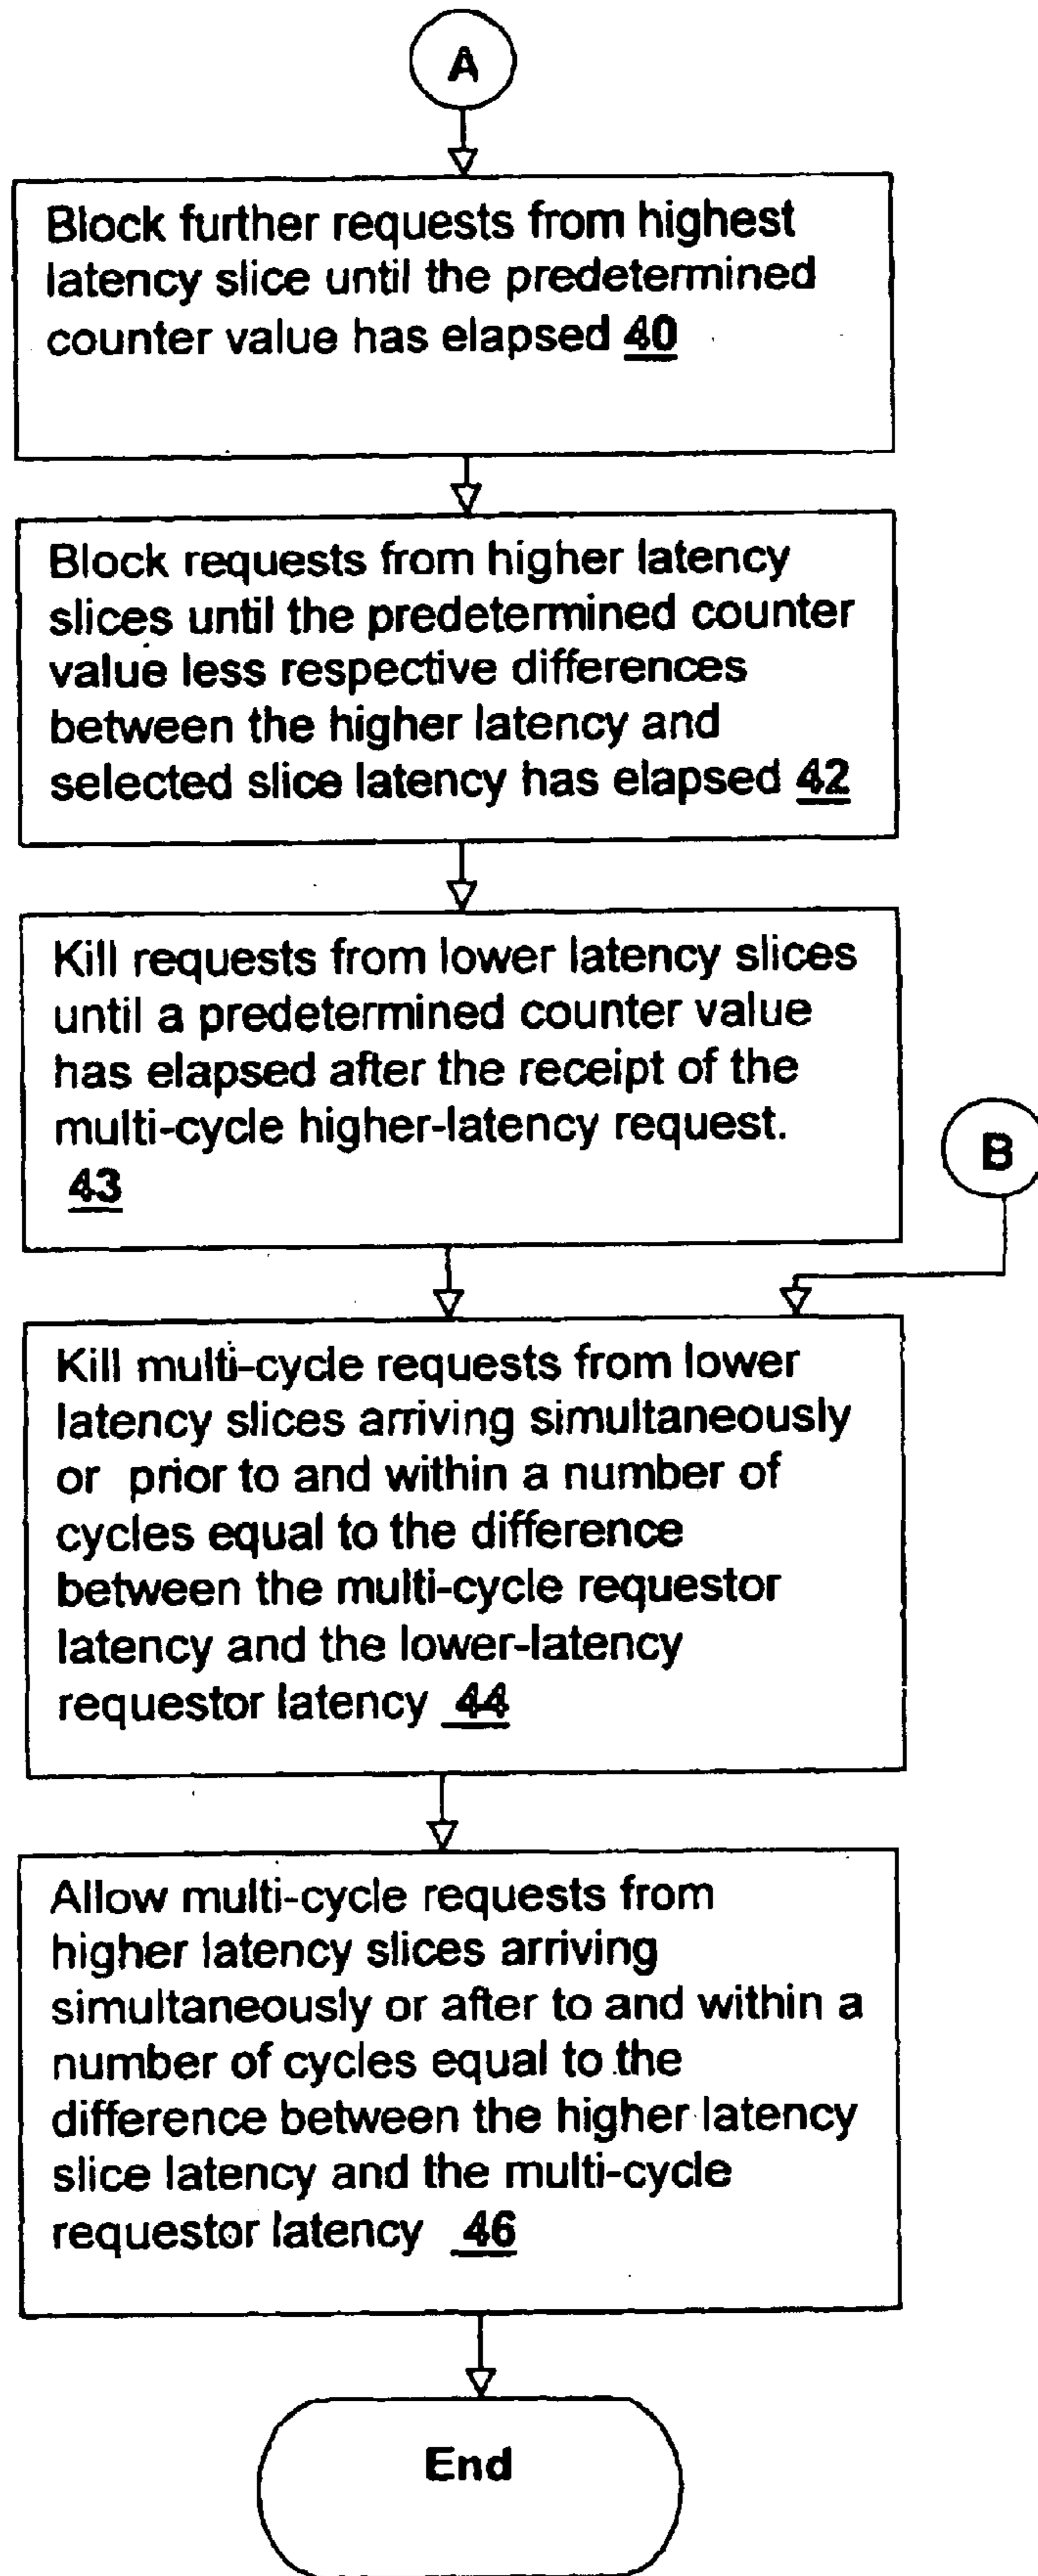 A
Block further requests from highest
latency slice until the predetermined
counter value has elapsed 40
Block requests from higher latency
slices until the predetermined counter
value less respective differences
between the higher latency and
selected slice latency has elapsed 42
Kill requests from lower latency slices
until a predetermined counter value
has elapsed after the receipt of the
multi-cycle higher-latency request.
43
B
Kill multi-cycle requests from lower
latency slices arriving simultaneously
or prior to and within a number of
cycles equal to the difference
between the multi-cycle requestor
latency and the lower-latency
requestor latency 44
Allow multi-cycle requests from
higher latency slices arriving
simultaneously or after to and within a
number of cycles equal to the
difference between the higher latency
slice latency and the multi-cycle
requestor latency 46
End